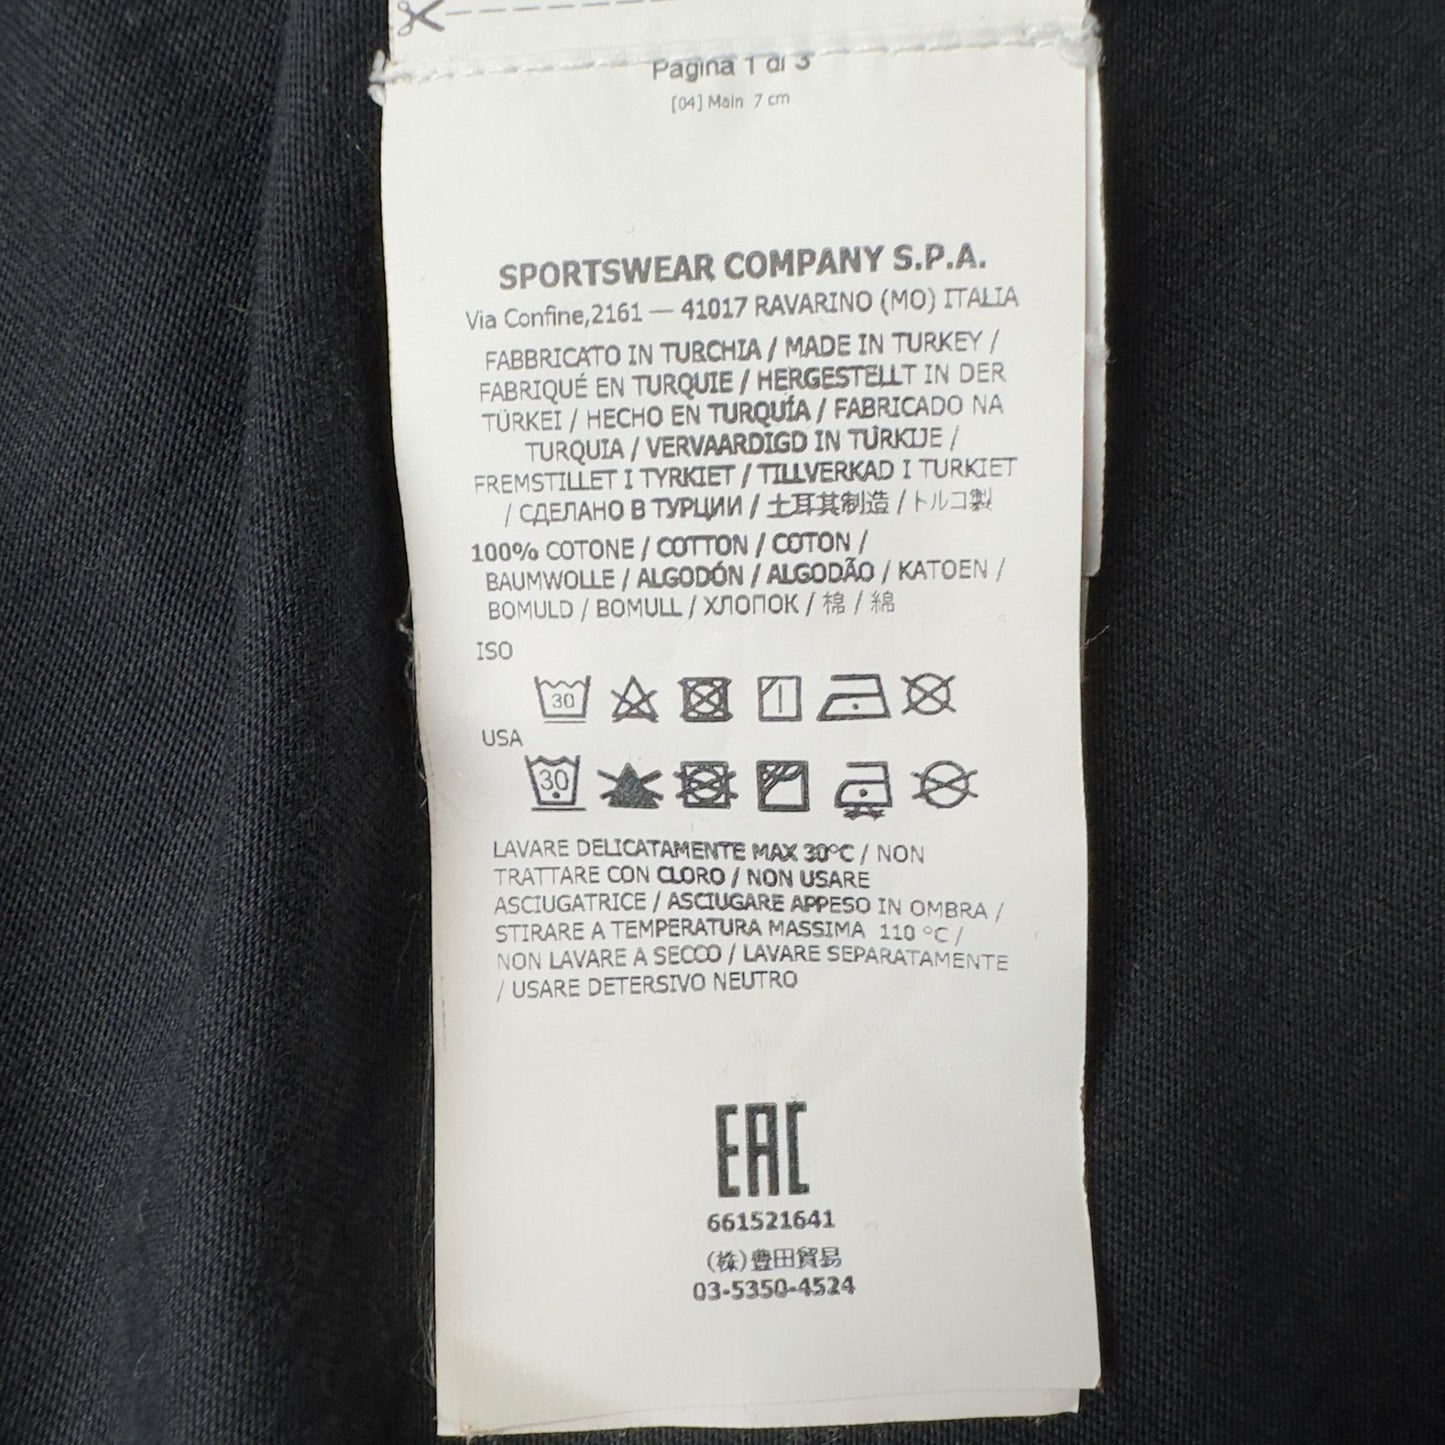 Pagina 1 di 3
[04] Main 7 cm
SPORTSWEAR COMPANY S.P.A.
Via Confine,2161 — 41017 RAVARINO (MO) ITALIA
FABBRICATO IN TURCHIA / MADE IN TURKEY /
FABRIQUÉ EN TURQUIE / HERGESTELLT IN DER
TÜRKEI / HECHO EN TURQUÍA / FABRICADO NA
TURQUIA / VERVAARDIGD IN TURKIJE /
FREMSTILLET I TYRKIET / TILLVERKAD I TURKIET
/ СДЕЛАНО В ТУРЦИИ / 土耳其制造 / トルコ製
100% COTONE / COTTON / COTON /
BAUMWOLLE / ALGODÓN / ALGODÃO / KATOEN /
BOMULD / BOMULL / ХЛОПОК / 棉 / 綿
ISO
30
USA
30
LAVARE DELICATAMENTE MAX 30°C / NON
TRATTARE CON CLORO / NON USARE
ASCIUGATRICE / ASCIUGARE APPESO IN OMBRA /
STIRARE A TEMPERATURA MASSIMA 110 °C /
NON LAVARE A SECCO / LAVARE SEPARATAMENTE
/ USARE DETERSIVO NEUTRO
EAC
661521641
(株)豊田貿易
03-5350-4524